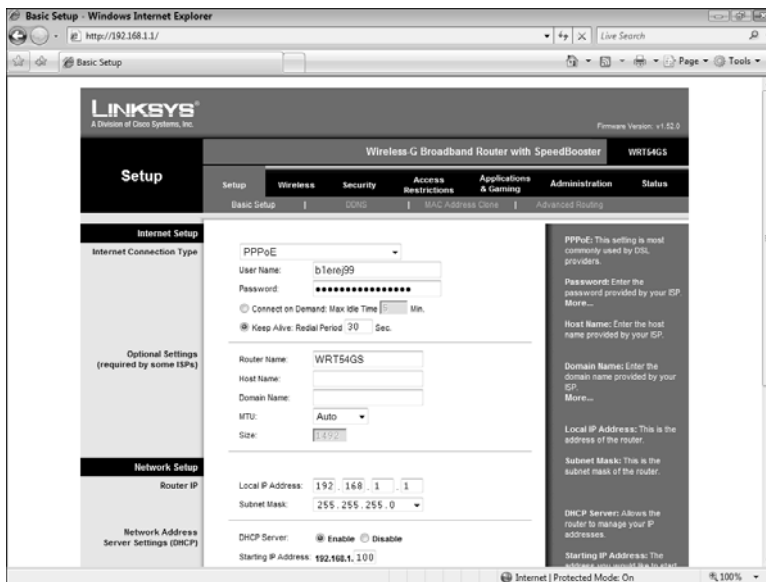 Basic Setup - Windows Internet Explorer
http://192.168.1.1/
Live Search
Basic Setup
Page
Tools
LINKSYS®
A Division of Cisco Systems, Inc.
Firmware Version: v1.52.0
Wireless-G Broadband Router with SpeedBooster WRT54GS
Setup
Setup Wireless Security Access Restrictions Applications & Gaming Administration Status
Basic Setup | DDNS | MAC Address Clone | Advanced Routing
Internet Setup
Internet Connection Type
PPPoE
User Name: b1erej99
Password: ••••••••••••••••
Connect on Demand: Max Idle Time 5 Min.
Keep Alive: Redial Period 30 Sec.
Optional Settings
(required by some ISPs)
Router Name: WRT54GS
Host Name:
Domain Name:
MTU: Auto
Size: 1492
Network Setup
Router IP
Local IP Address: 192 . 168 . 1 . 1
Subnet Mask: 255.255.255.0
Network Address
Server Settings (DHCP)
DHCP Server: Enable Disable
Starting IP Address: 192.168.1. 100
PPPoE: This setting is most
commonly used by DSL
providers.
Password: Enter the
password provided by your ISP.
More...
Host Name: Enter the host
name provided by your ISP.
Domain Name: Enter the
domain name provided by your
ISP.
More...
Local IP Address: This is the
address of the router.
Subnet Mask: This is the
subnet mask of the router.
DHCP Server: Allows the
router to manage your IP
addresses.
Starting IP Address: The
address you would like to start
Internet | Protected Mode: On
100%